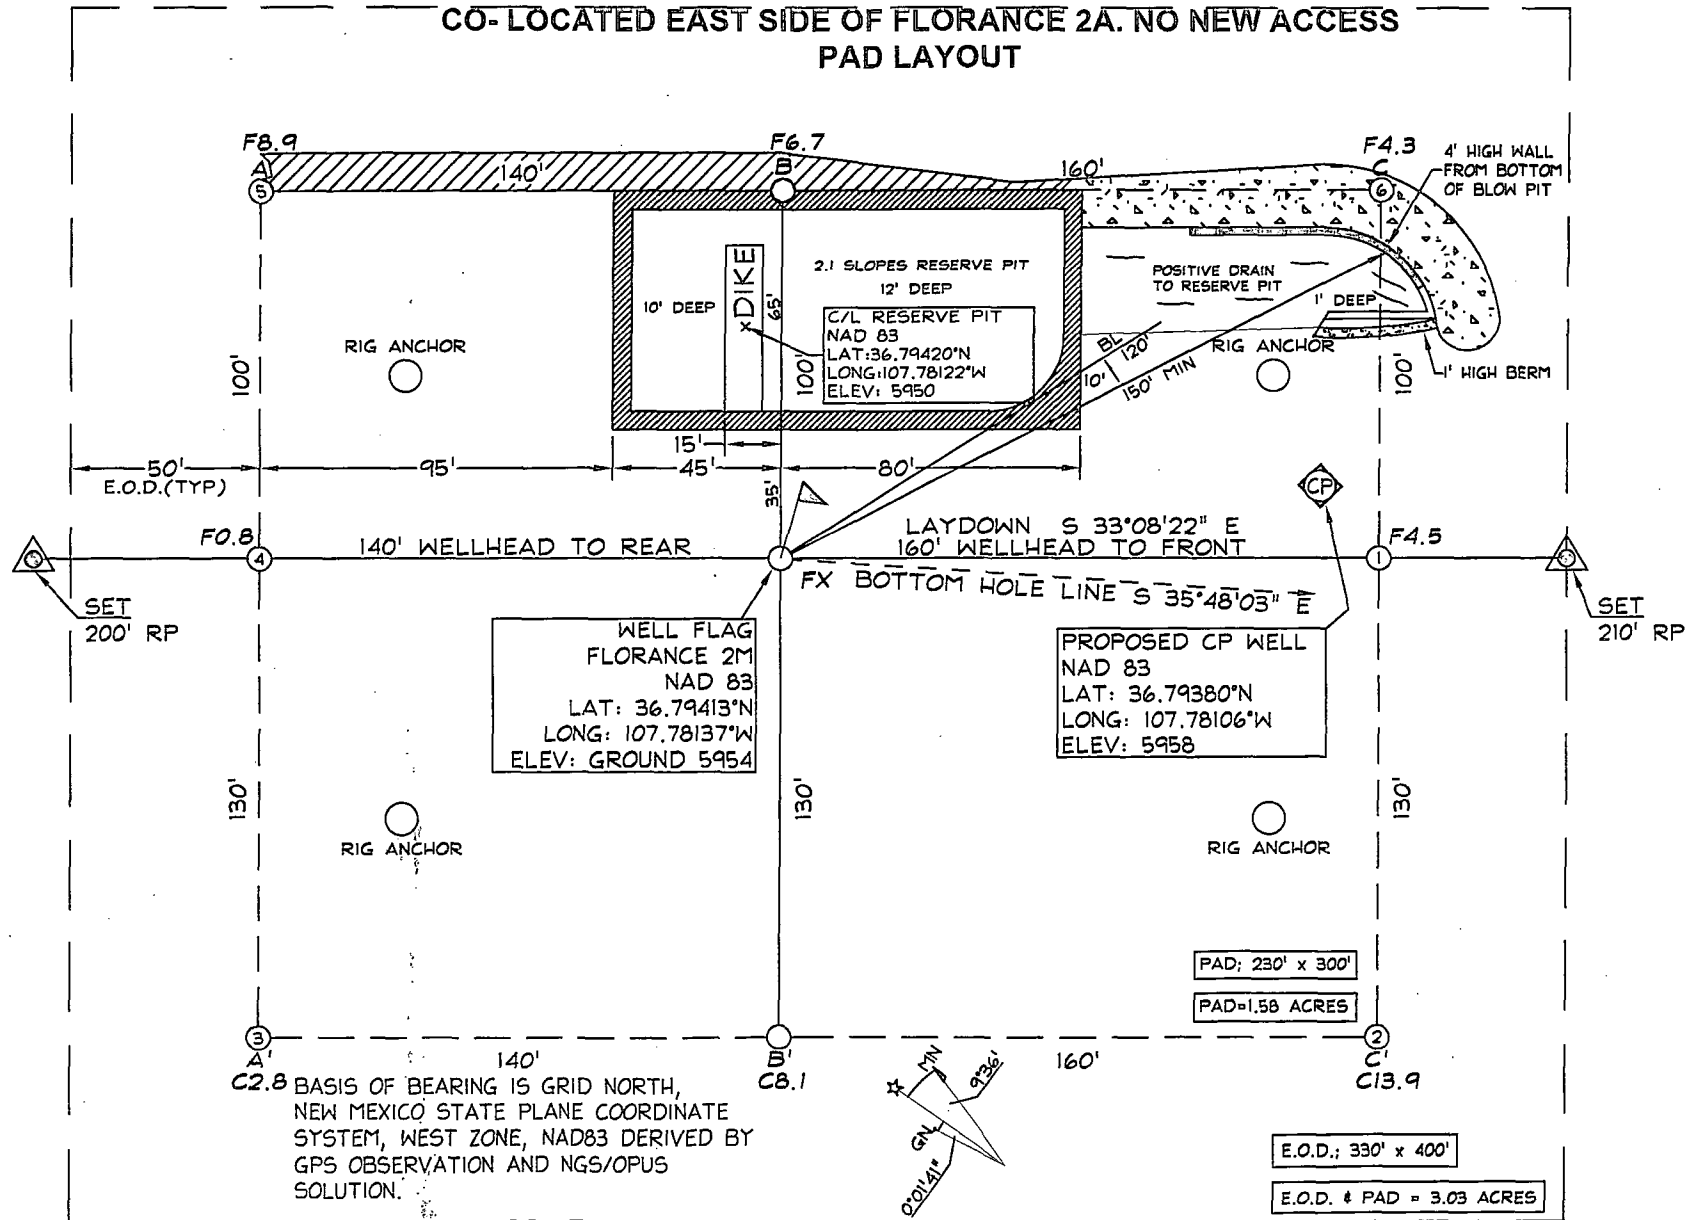 CO-LOCATED EAST SIDE OF FLORANCE 2A. NO NEW ACCESS
PAD LAYOUT
F8.9
A
5
140'
F6.7
B
160'
F4.3
C
6
4' HIGH WALL
FROM BOTTOM
OF BLOW PIT
10' DEEP
DIKE
x
65'
2.1 SLOPES RESERVE PIT
12' DEEP
C/L RESERVE PIT
NAD 83
LAT:36.79420°N
LONG:107.78122°W
ELEV: 5950
POSITIVE DRAIN
TO RESERVE PIT
1' DEEP
1' HIGH BERM
RIG ANCHOR
RIG ANCHOR
100'
100'
100'
BL
120'
10'
150' MIN
15'
50'
E.O.D.(TYP)
95'
45'
80'
35'
CP
F0.8
4
140' WELLHEAD TO REAR
LAYDOWN S 33°08'22" E
160' WELLHEAD TO FRONT
F4.5
1
FX BOTTOM HOLE LINE S 35°48'03" E
SET
200' RP
SET
210' RP
WELL FLAG
FLORANCE 2M
NAD 83
LAT: 36.79413°N
LONG: 107.78137°W
ELEV: GROUND 5954
PROPOSED CP WELL
NAD 83
LAT: 36.79380°N
LONG: 107.78106°W
ELEV: 5958
130'
130'
130'
RIG ANCHOR
RIG ANCHOR
PAD; 230' x 300'
PAD=1.58 ACRES
3
A'
C2.8
140'
B'
C8.1
160'
2
C'
C13.9
BASIS OF BEARING IS GRID NORTH,
NEW MEXICO STATE PLANE COORDINATE
SYSTEM, WEST ZONE, NAD83 DERIVED BY
GPS OBSERVATION AND NGS/OPUS
SOLUTION.
MN
9°36'
GN
0°01'41"
E.O.D.; 330' x 400'
E.O.D. & PAD = 3.03 ACRES